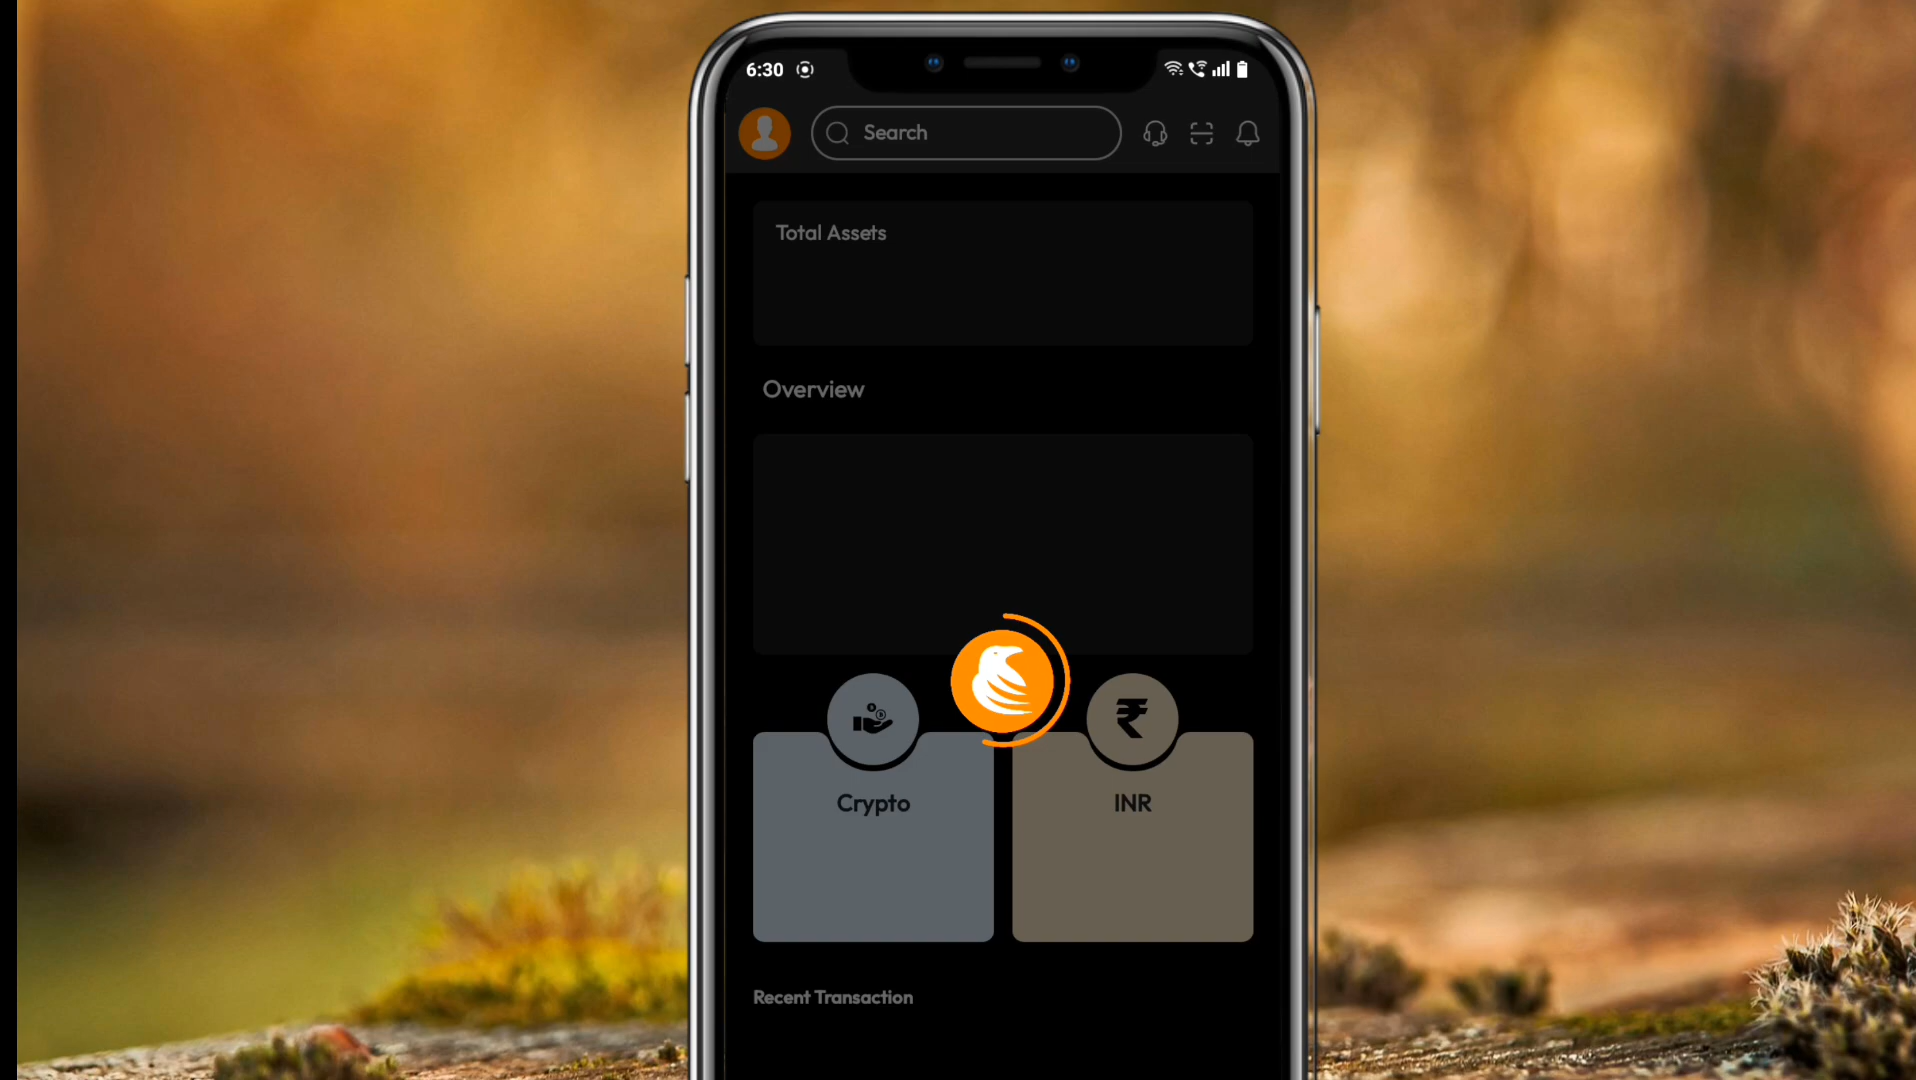 6:30
Search
Total Assets
Overview
₹
Crypto
INR
Recent Transaction